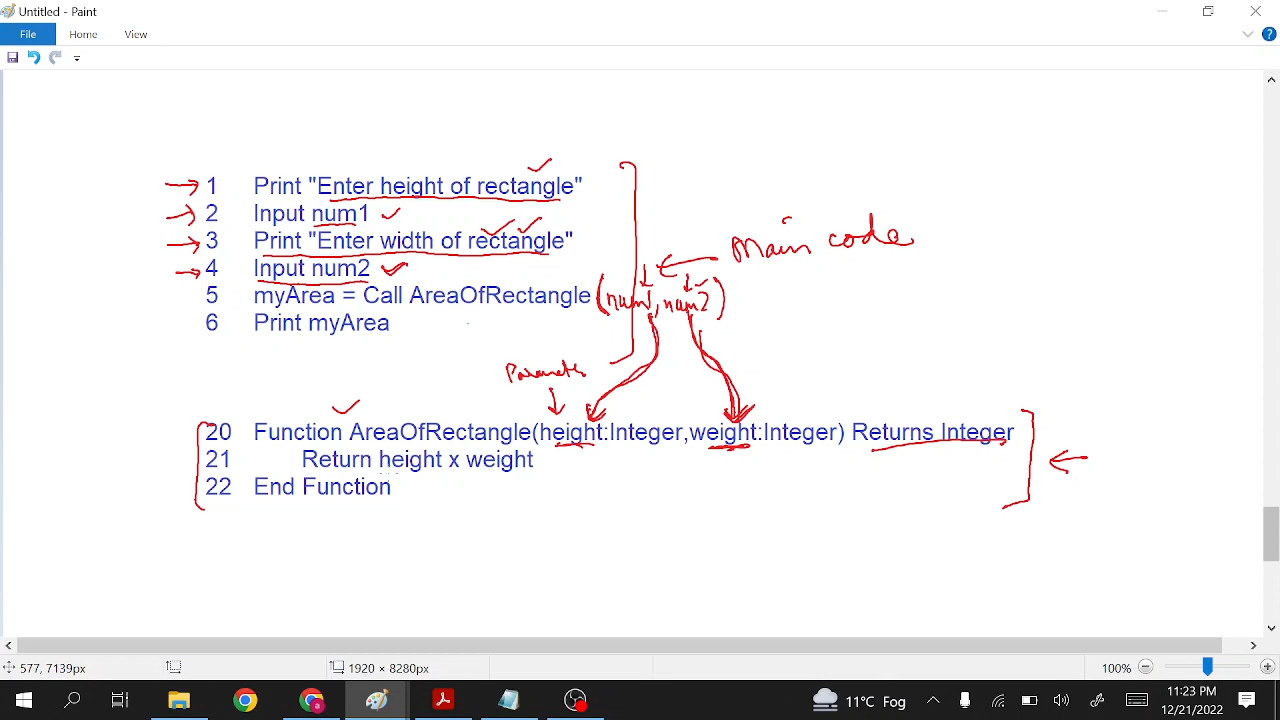 Untitled - Paint
File Home View
Main code
1 Print "Enter height of rectangle"
2 Input num1
3 Print "Enter width of rectangle"
4 Input num2
5 myArea = Call AreaOfRectangle (num1, num2)
6 Print myArea
20 Function AreaOfRectangle(height:Integer,weight:Integer) Returns Integer
21 Return height x weight
22 End Function
577, 7139px 1920 × 8280px 100%
11°C Fog 11:23 PM
12/21/2022